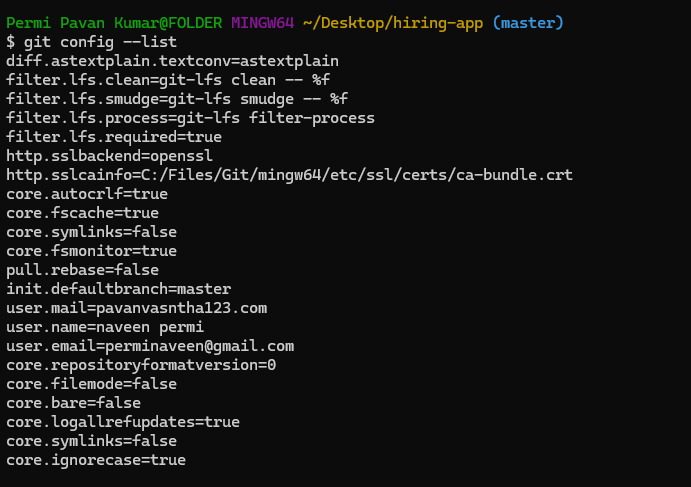 Permi Pavan Kumar@FOLDER MINGW64 ~/Desktop/hiring-app (master)
$ git config --list
diff.astextplain.textconv=astextplain
filter.lfs.clean=git-lfs clean -- %f
filter.lfs.smudge=git-lfs smudge -- %f
filter.lfs.process=git-lfs filter-process
filter.lfs.required=true
http.sslbackend=openssl
http.sslcainfo=C:/Files/Git/mingw64/etc/ssl/certs/ca-bundle.crt
core.autocrlf=true
core.fscache=true
core.symlinks=false
core.fsmonitor=true
pull.rebase=false
init.defaultbranch=master
user.mail=pavanvasntha123.com
user.name=naveen permi
user.email=perminaveen@gmail.com
core.repositoryformatversion=0
core.filemode=false
core.bare=false
core.logallrefupdates=true
core.symlinks=false
core.ignorecase=true